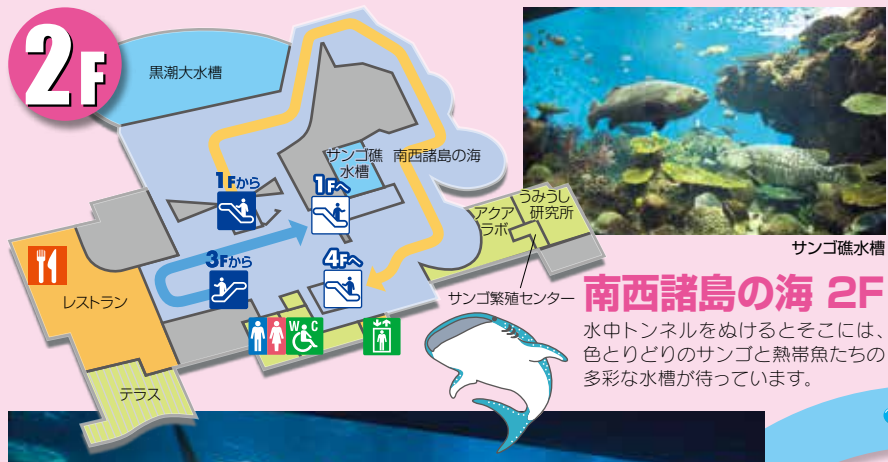 2F
黒潮大水槽
サンゴ礁
水槽
南西諸島の海
1Fから
1Fへ
3Fから
4Fへ
アクア
ラボ
うみうし
研究所
サンゴ繁殖センター
レストラン
テラス
WC
サンゴ礁水槽
南西諸島の海 2F
水中トンネルをぬけるとそこには、
色とりどりのサンゴと熱帯魚たちの
多彩な水槽が待っています。